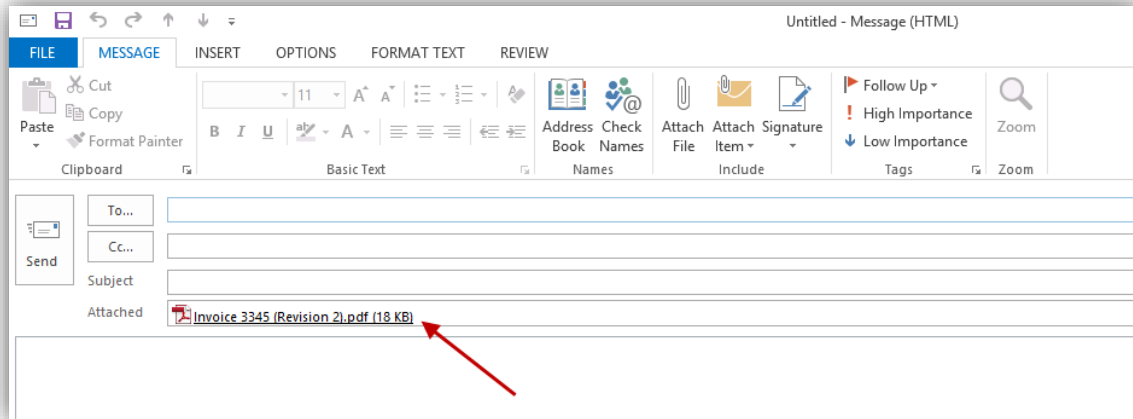 Untitled - Message (HTML)
FILE MESSAGE INSERT OPTIONS FORMAT TEXT REVIEW
Cut
Copy
Format Painter
Paste
Clipboard
11 A A
B I U aby A
Basic Text
Address Book
Check Names
Names
Attach File
Attach Item
Signature
Include
Follow Up
High Importance
Low Importance
Tags
Zoom
Zoom
Send
To...
Cc...
Subject
Attached Invoice 3345 (Revision 2).pdf (18 KB)